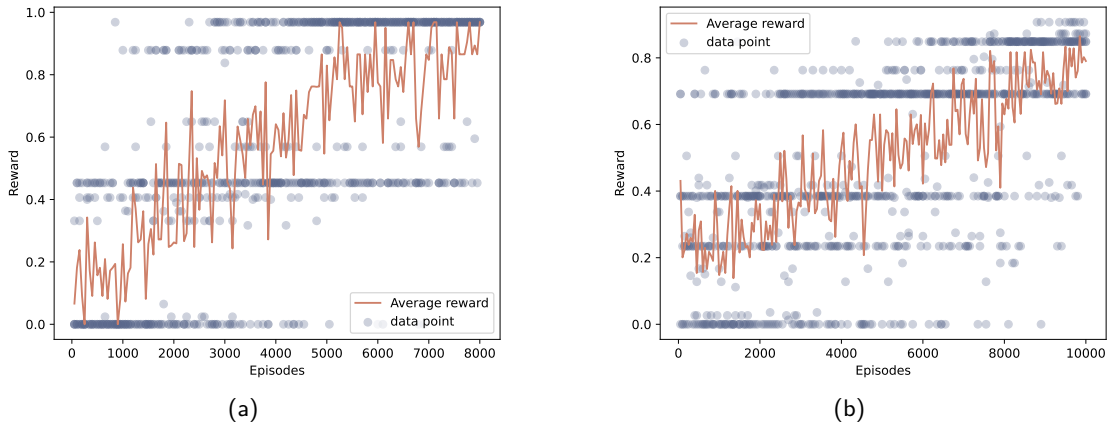 1.0
0.8
0.6
0.4
0.2
0.0
Reward
Average reward
data point
0 1000 2000 3000 4000 5000 6000 7000 8000
Episodes
(a)
0.8
0.6
0.4
0.2
0.0
Reward
Average reward
data point
0 2000 4000 6000 8000 10000
Episodes
(b)